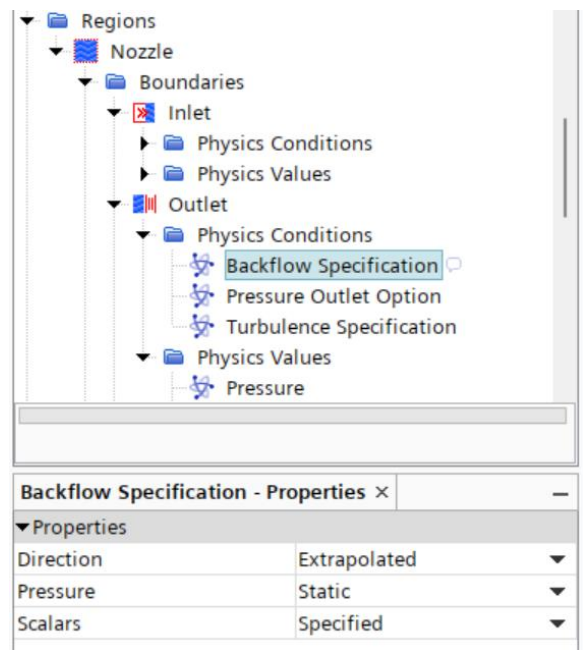 Regions
Nozzle
Boundaries
Inlet
Physics Conditions
Physics Values
Outlet
Physics Conditions
Backflow Specification
Pressure Outlet Option
Turbulence Specification
Physics Values
Pressure
Backflow Specification - Properties ×
Properties
Direction Extrapolated
Pressure Static
Scalars Specified